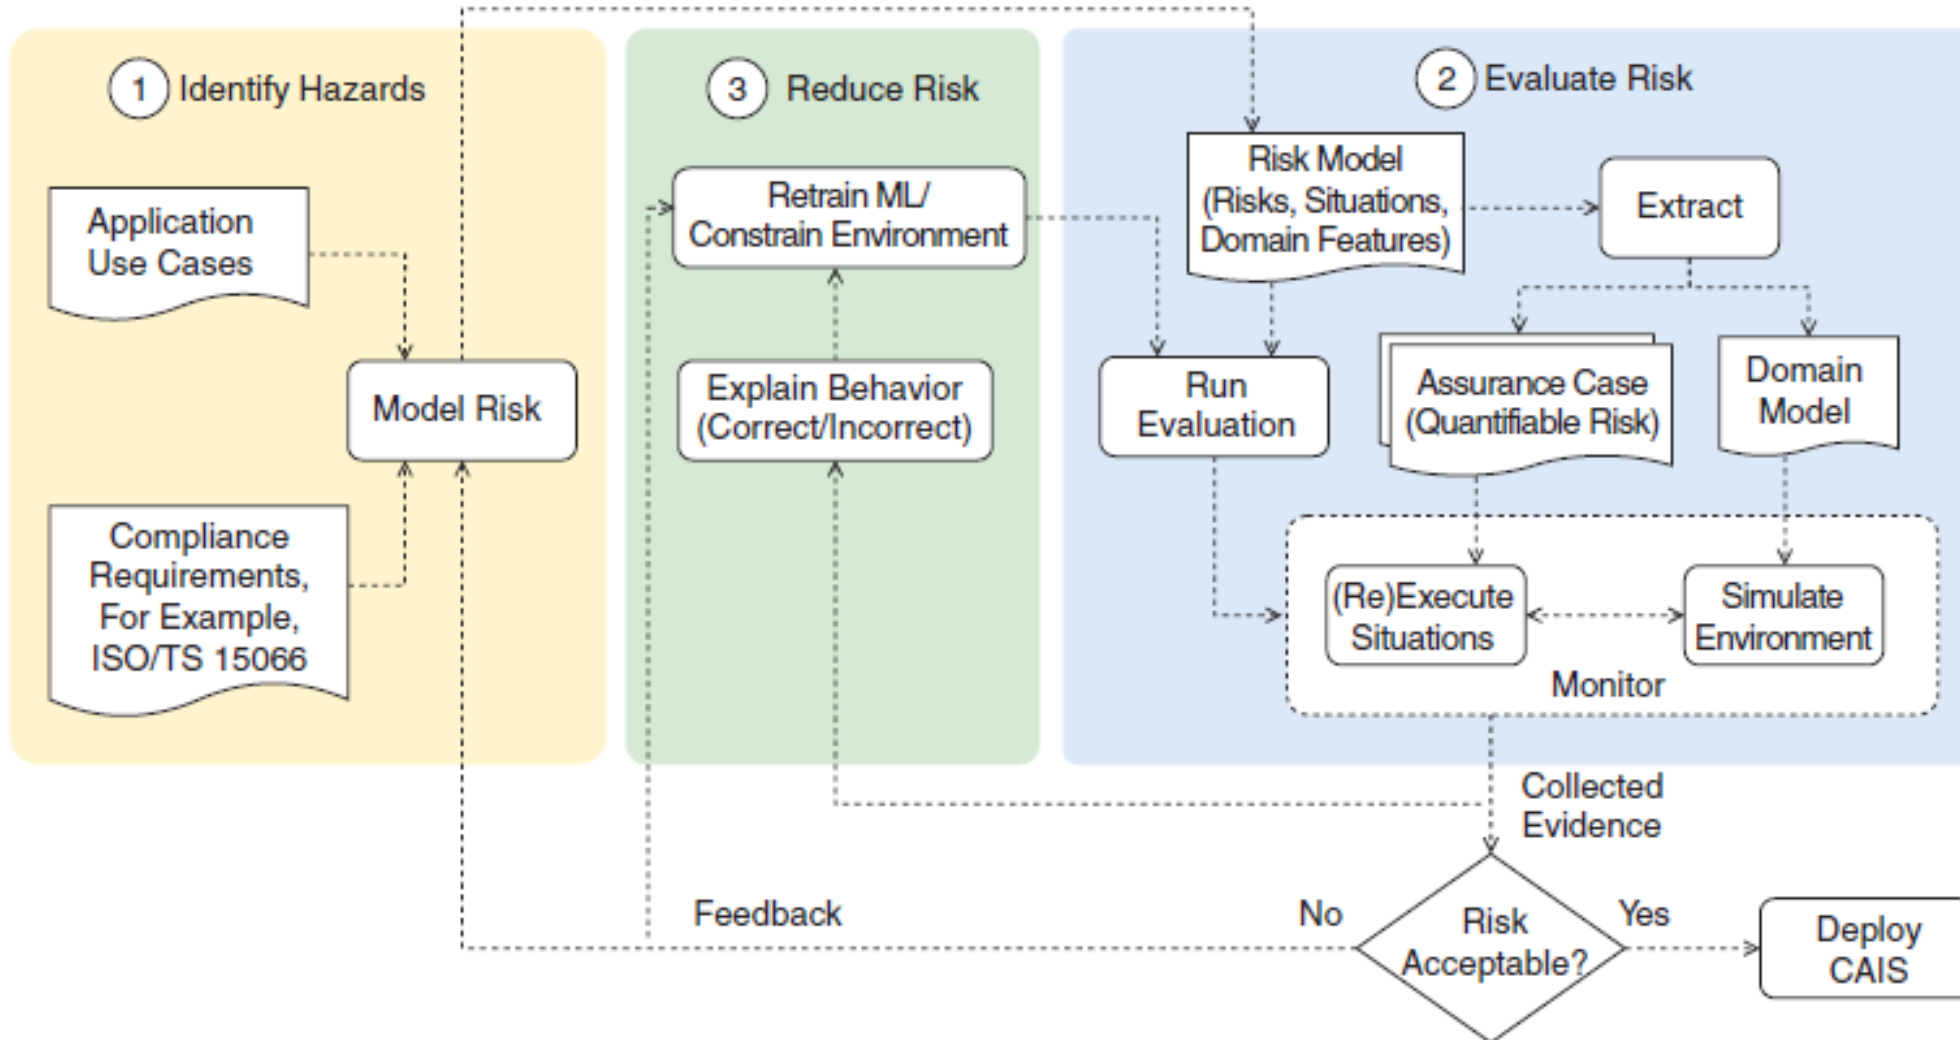 1 Identify Hazards
Application
Use Cases
Model Risk
Compliance
Requirements,
For Example,
ISO/TS 15066
3 Reduce Risk
Retrain ML/
Constrain Environment
Explain Behavior
(Correct/Incorrect)
2 Evaluate Risk
Risk Model
(Risks, Situations,
Domain Features)
Extract
Run
Evaluation
Assurance Case
(Quantifiable Risk)
Domain
Model
(Re)Execute
Situations
Simulate
Environment
Monitor
Collected
Evidence
Feedback
No
Risk
Acceptable?
Yes
Deploy
CAIS